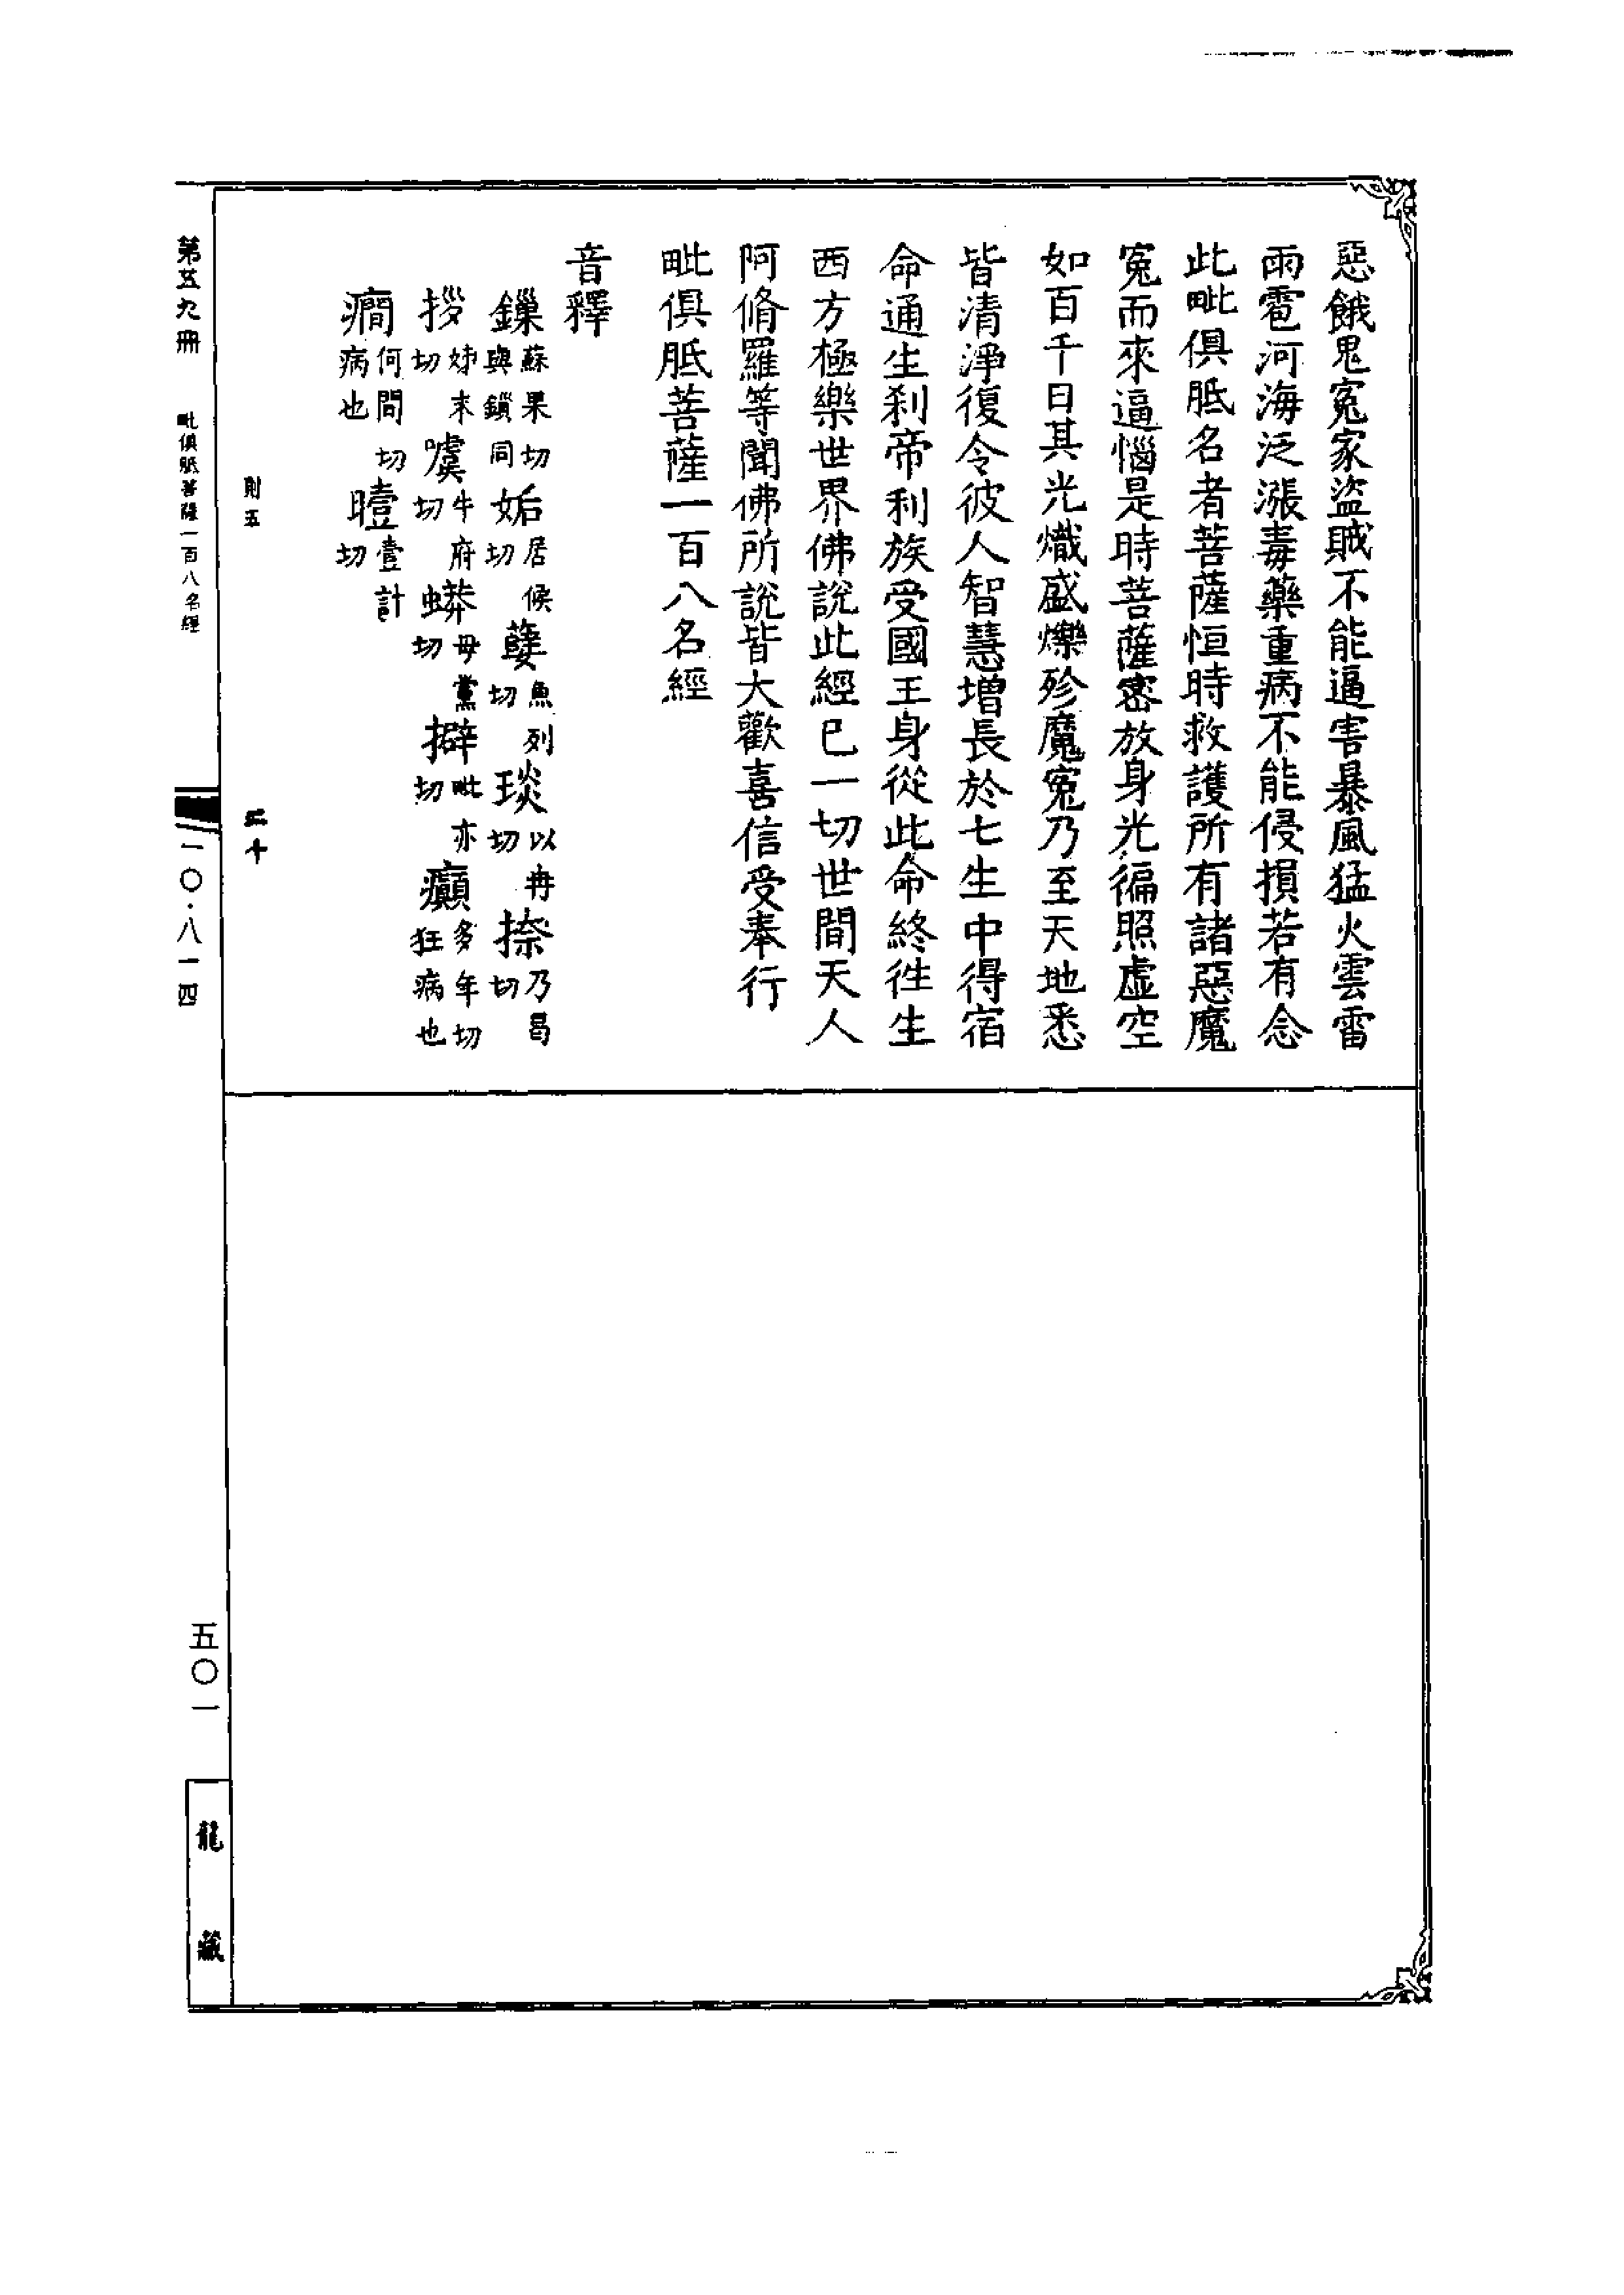 惡餓鬼寃家盜賊不能逼害暴風猛火雲雷
雨雹河海泛漲毒藥重病不能侵損若有念
此毗俱胝名者菩薩恒時救護所有諸惡魔
寃而來逼惱是時菩薩密放身光徧照虛空
如百千日其光熾盛爍殄魔寃乃至天地悉
皆清淨復令彼人智慧增長於七生中得宿
命通生刹帝利族受國王身從此命終徃生
西方極樂世界佛說此經已一切世間天人
阿脩羅等聞佛所說皆大歡喜信受奉行
毗俱胝菩薩一百八名經
音釋
鏁蘇果切與鎖同 姤居候切 㜸魚列切 琰以冉切 捺乃曷切
拶姊末切 噳牛府切 蟒母黨切 擗毗亦切 癲多年切狂病也
癎何間切病也 曀壹計切
則五 二十
第五九冊 毗俱胝菩薩一百八名經 一〇·八一四 五〇一
龍藏